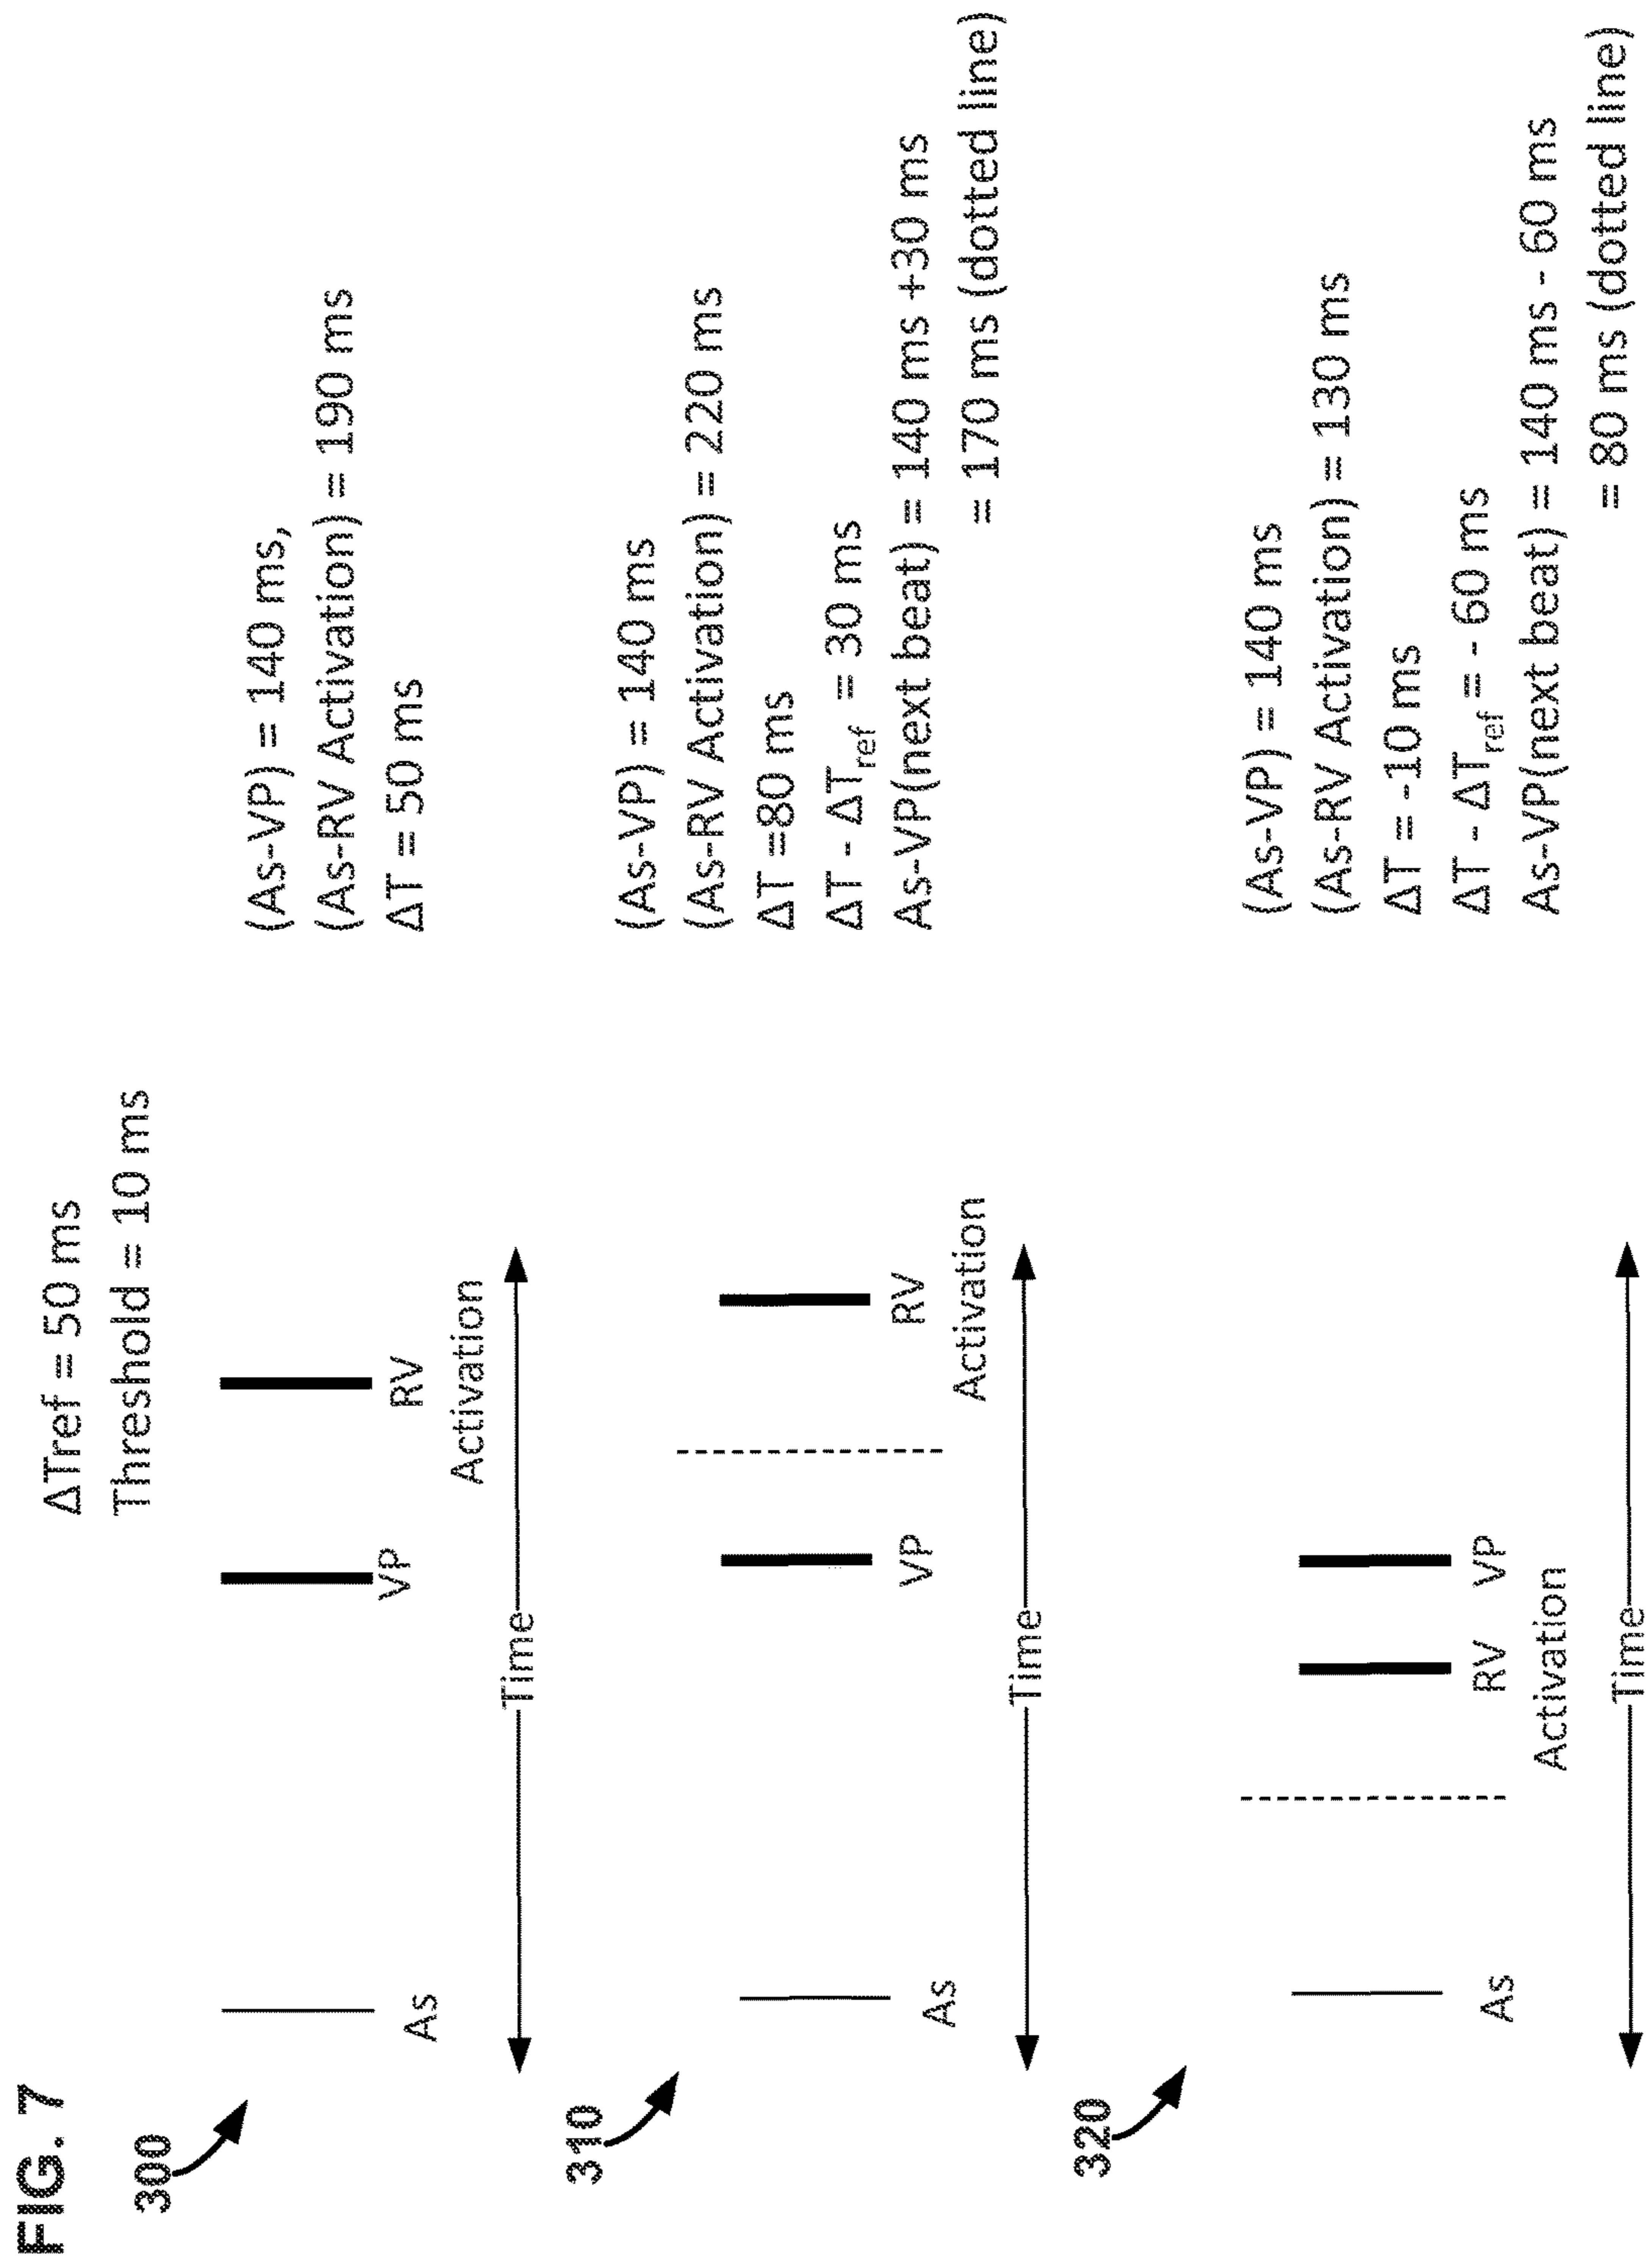 FIG. 7
ΔTref = 50 ms
Threshold = 10 ms
300
As
VP
RV
Activation
Time
(As-VP) = 140 ms,
(As-RV Activation) = 190 ms
ΔT = 50 ms
310
As
VP
RV
Activation
Time
(As-VP) = 140 ms
(As-RV Activation) = 220 ms
ΔT =80 ms
ΔT - ΔTref = 30 ms
As-VP(next beat) = 140 ms +30 ms
= 170 ms (dotted line)
320
As
RV
VP
Activation
Time
(As-VP) = 140 ms
(As-RV Activation) = 130 ms
ΔT = -10 ms
ΔT - ΔTref = - 60 ms
As-VP(next beat) = 140 ms - 60 ms
= 80 ms (dotted line)